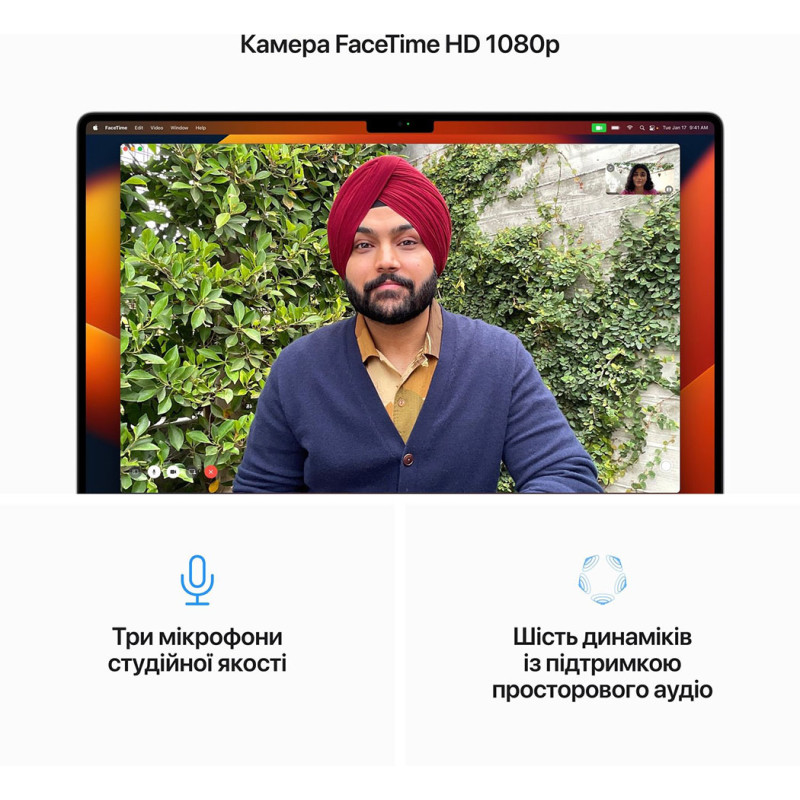 Камера FaceTime HD 1080p
FaceTime Edit Video Window Help
Tue Jan 17 9:41 AM
Три мікрофони
студійної якості
Шість динаміків
із підтримкою
просторового аудіо